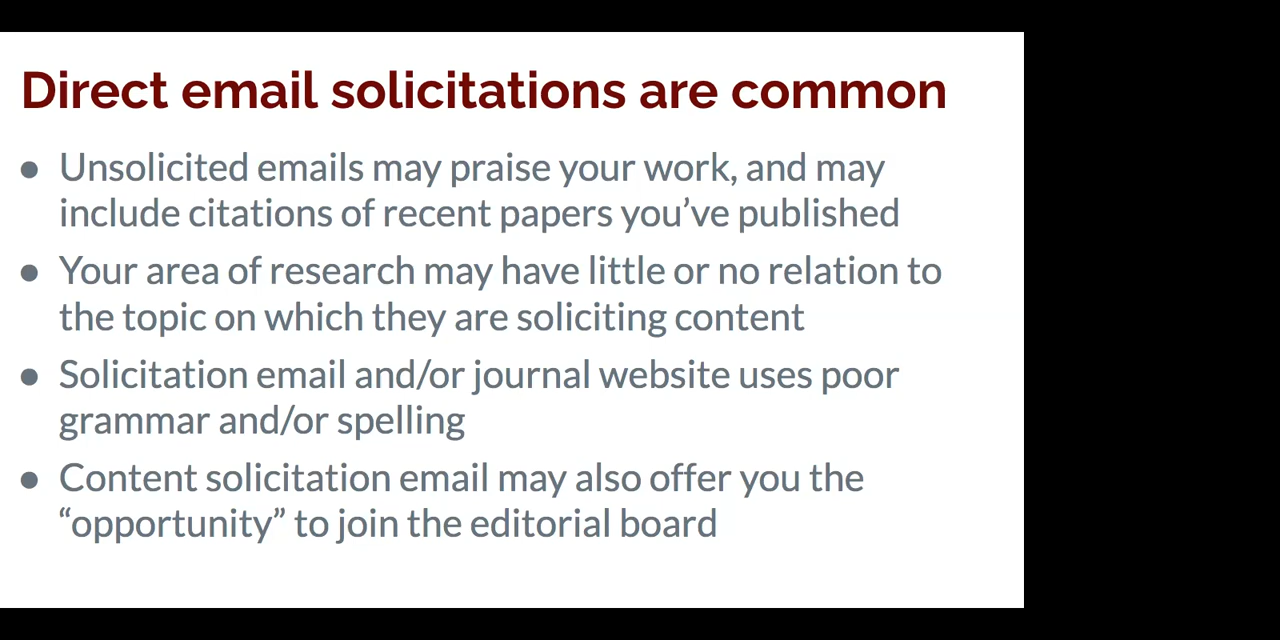 Direct email solicitations are common
● Unsolicited emails may praise your work, and may
include citations of recent papers you’ve published
● Your area of research may have little or no relation to
the topic on which they are soliciting content
● Solicitation email and/or journal website uses poor
grammar and/or spelling
● Content solicitation email may also offer you the
“opportunity” to join the editorial board